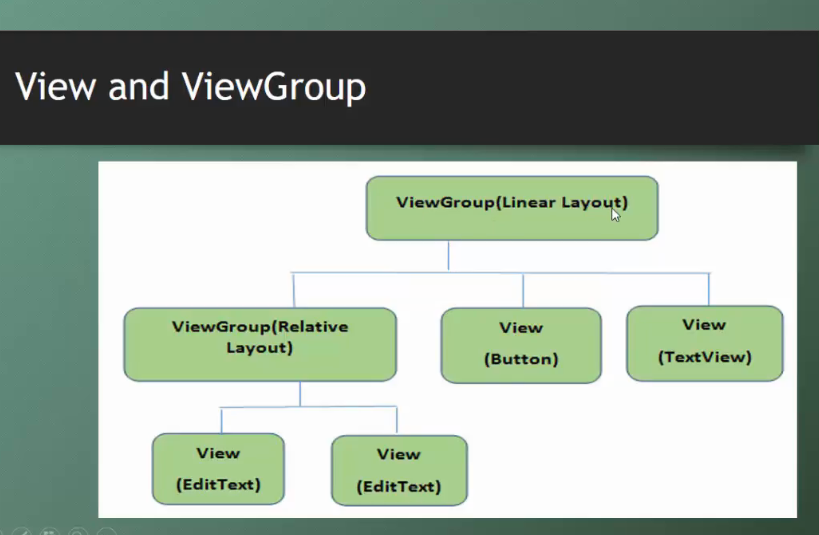 View and ViewGroup
ViewGroup(Linear Layout)
ViewGroup(Relative
Layout)
View
(Button)
View
(TextView)
View
(EditText)
View
(EditText)